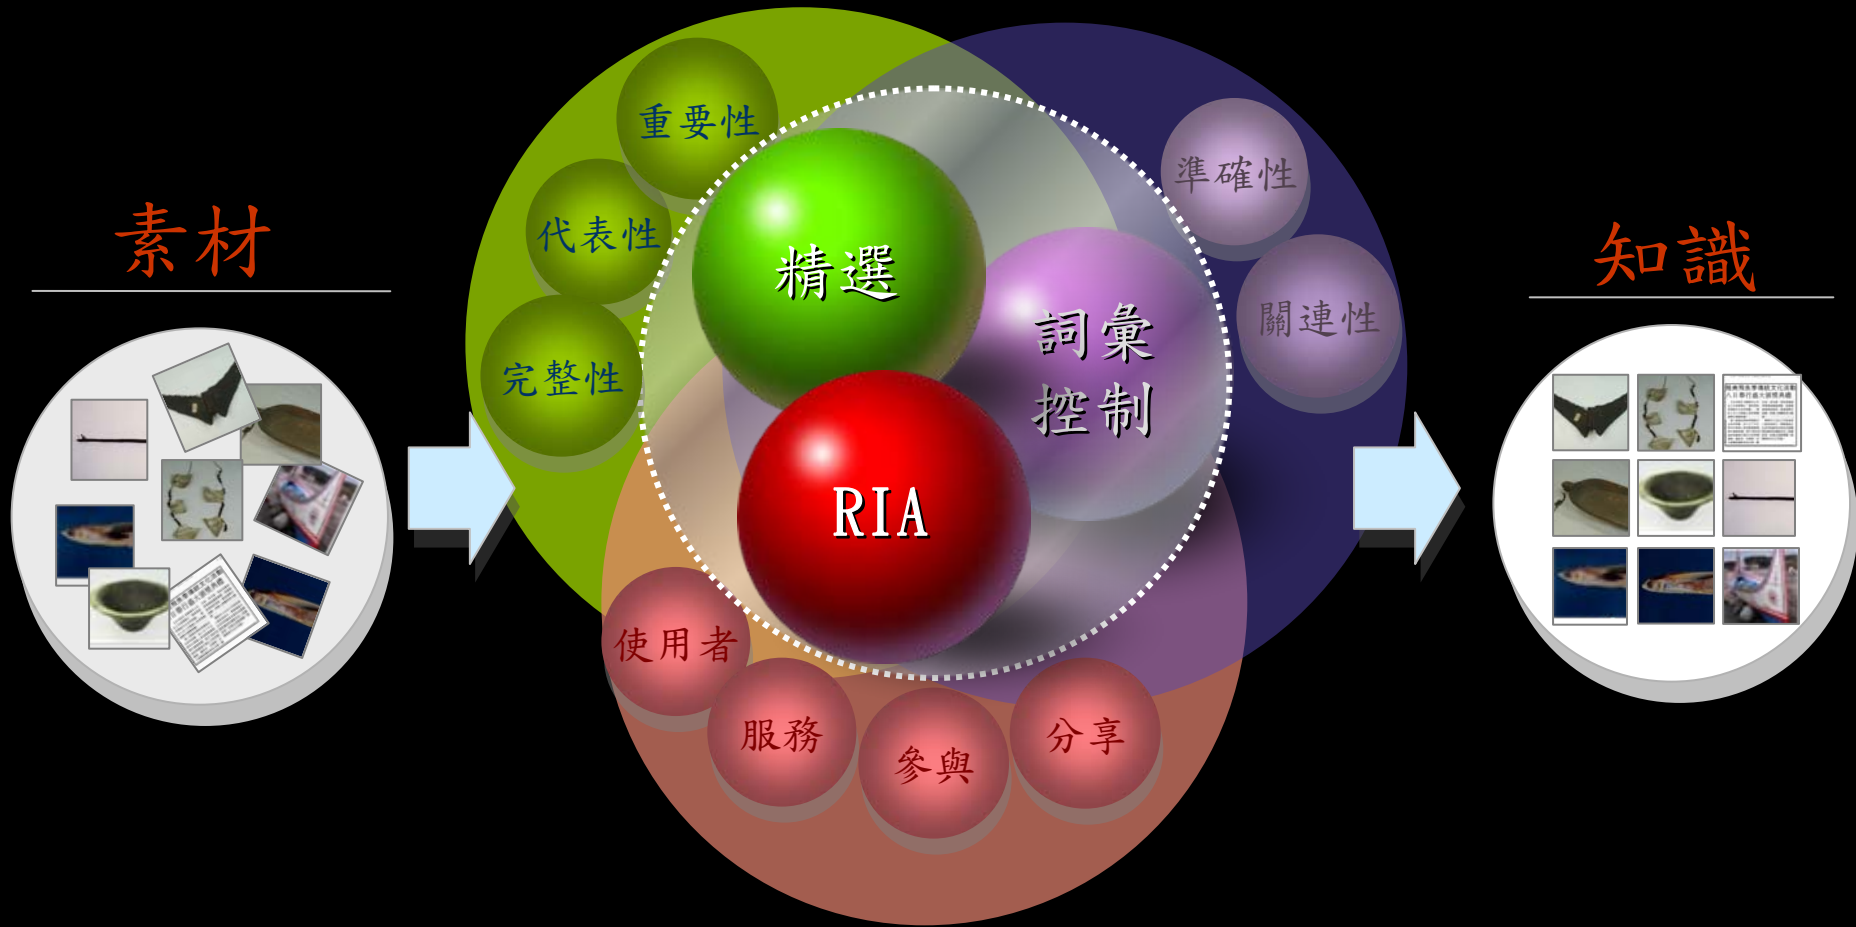 素材
重要性
代表性
完整性
精選
詞彙
控制
RIA
準確性
關連性
使用者
服務
參與
分享
知識